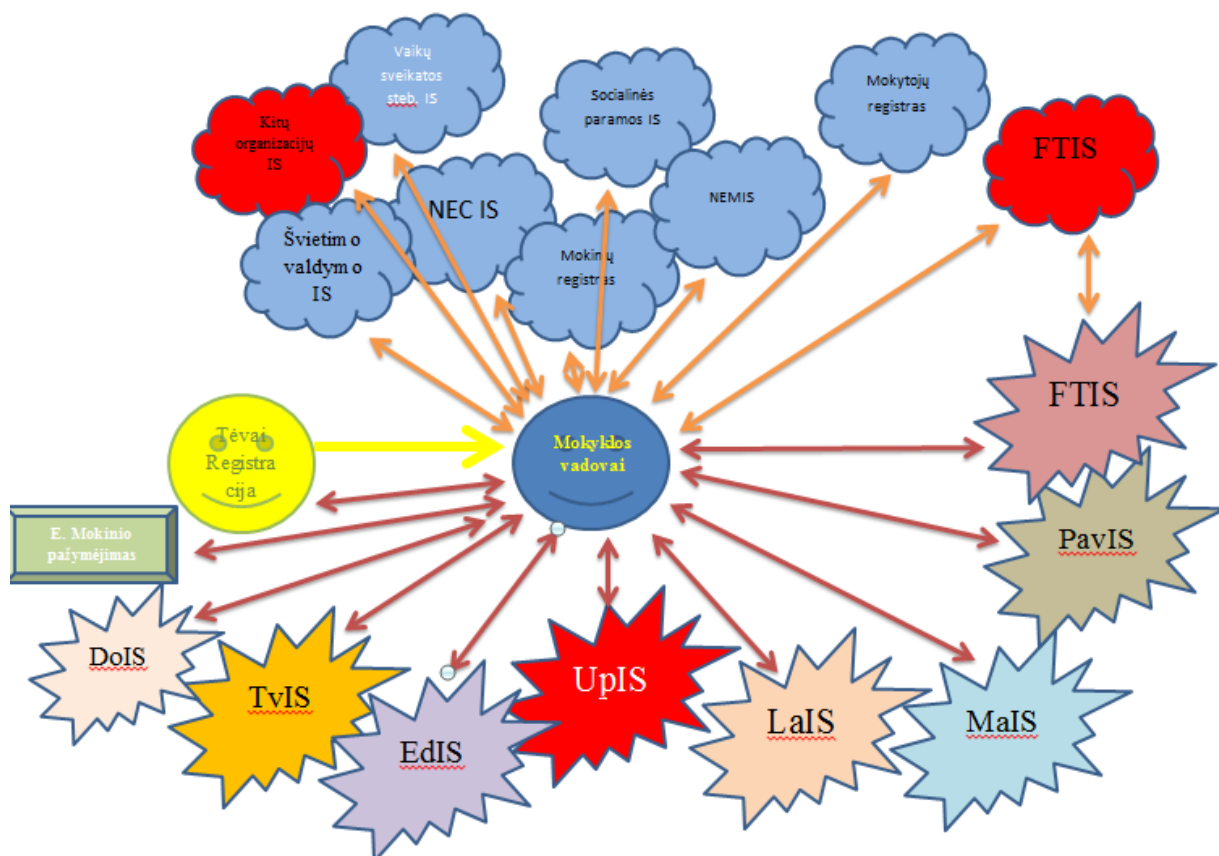 Vaikų
sveikatos
steb. IS
Kitų
organizacijų
IS
Socialinės
paramos IS
Mokytojų
registras
FTIS
NEC IS
NEMIS
Švietim o
valdym o
IS
Mokinių
registras
FTIS
Tėvai
Registra
cija
Mokyklos
vadovai
E. Mokinio
pažymėjimas
PavIS
DoIS
TvIS
EdIS
UpIS
LaIS
MaIS